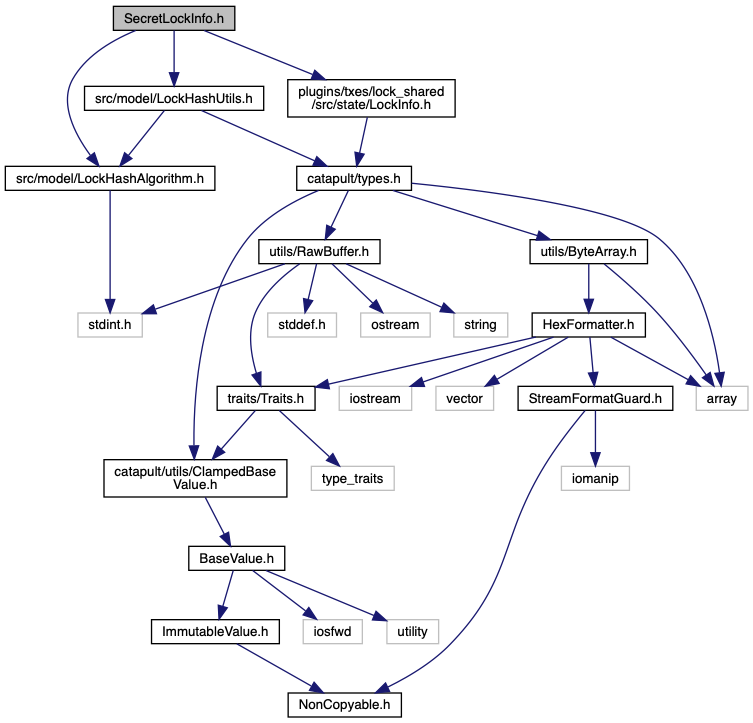 SecretLockInfo.h
src/model/LockHashUtils.h
plugins/txes/lock_shared
/src/state/LockInfo.h
src/model/LockHashAlgorithm.h
catapult/types.h
utils/RawBuffer.h
utils/ByteArray.h
stdint.h
stddef.h
ostream
string
HexFormatter.h
traits/Traits.h
iostream
vector
StreamFormatGuard.h
array
catapult/utils/ClampedBase
Value.h
type_traits
iomanip
BaseValue.h
ImmutableValue.h
iosfwd
utility
NonCopyable.h